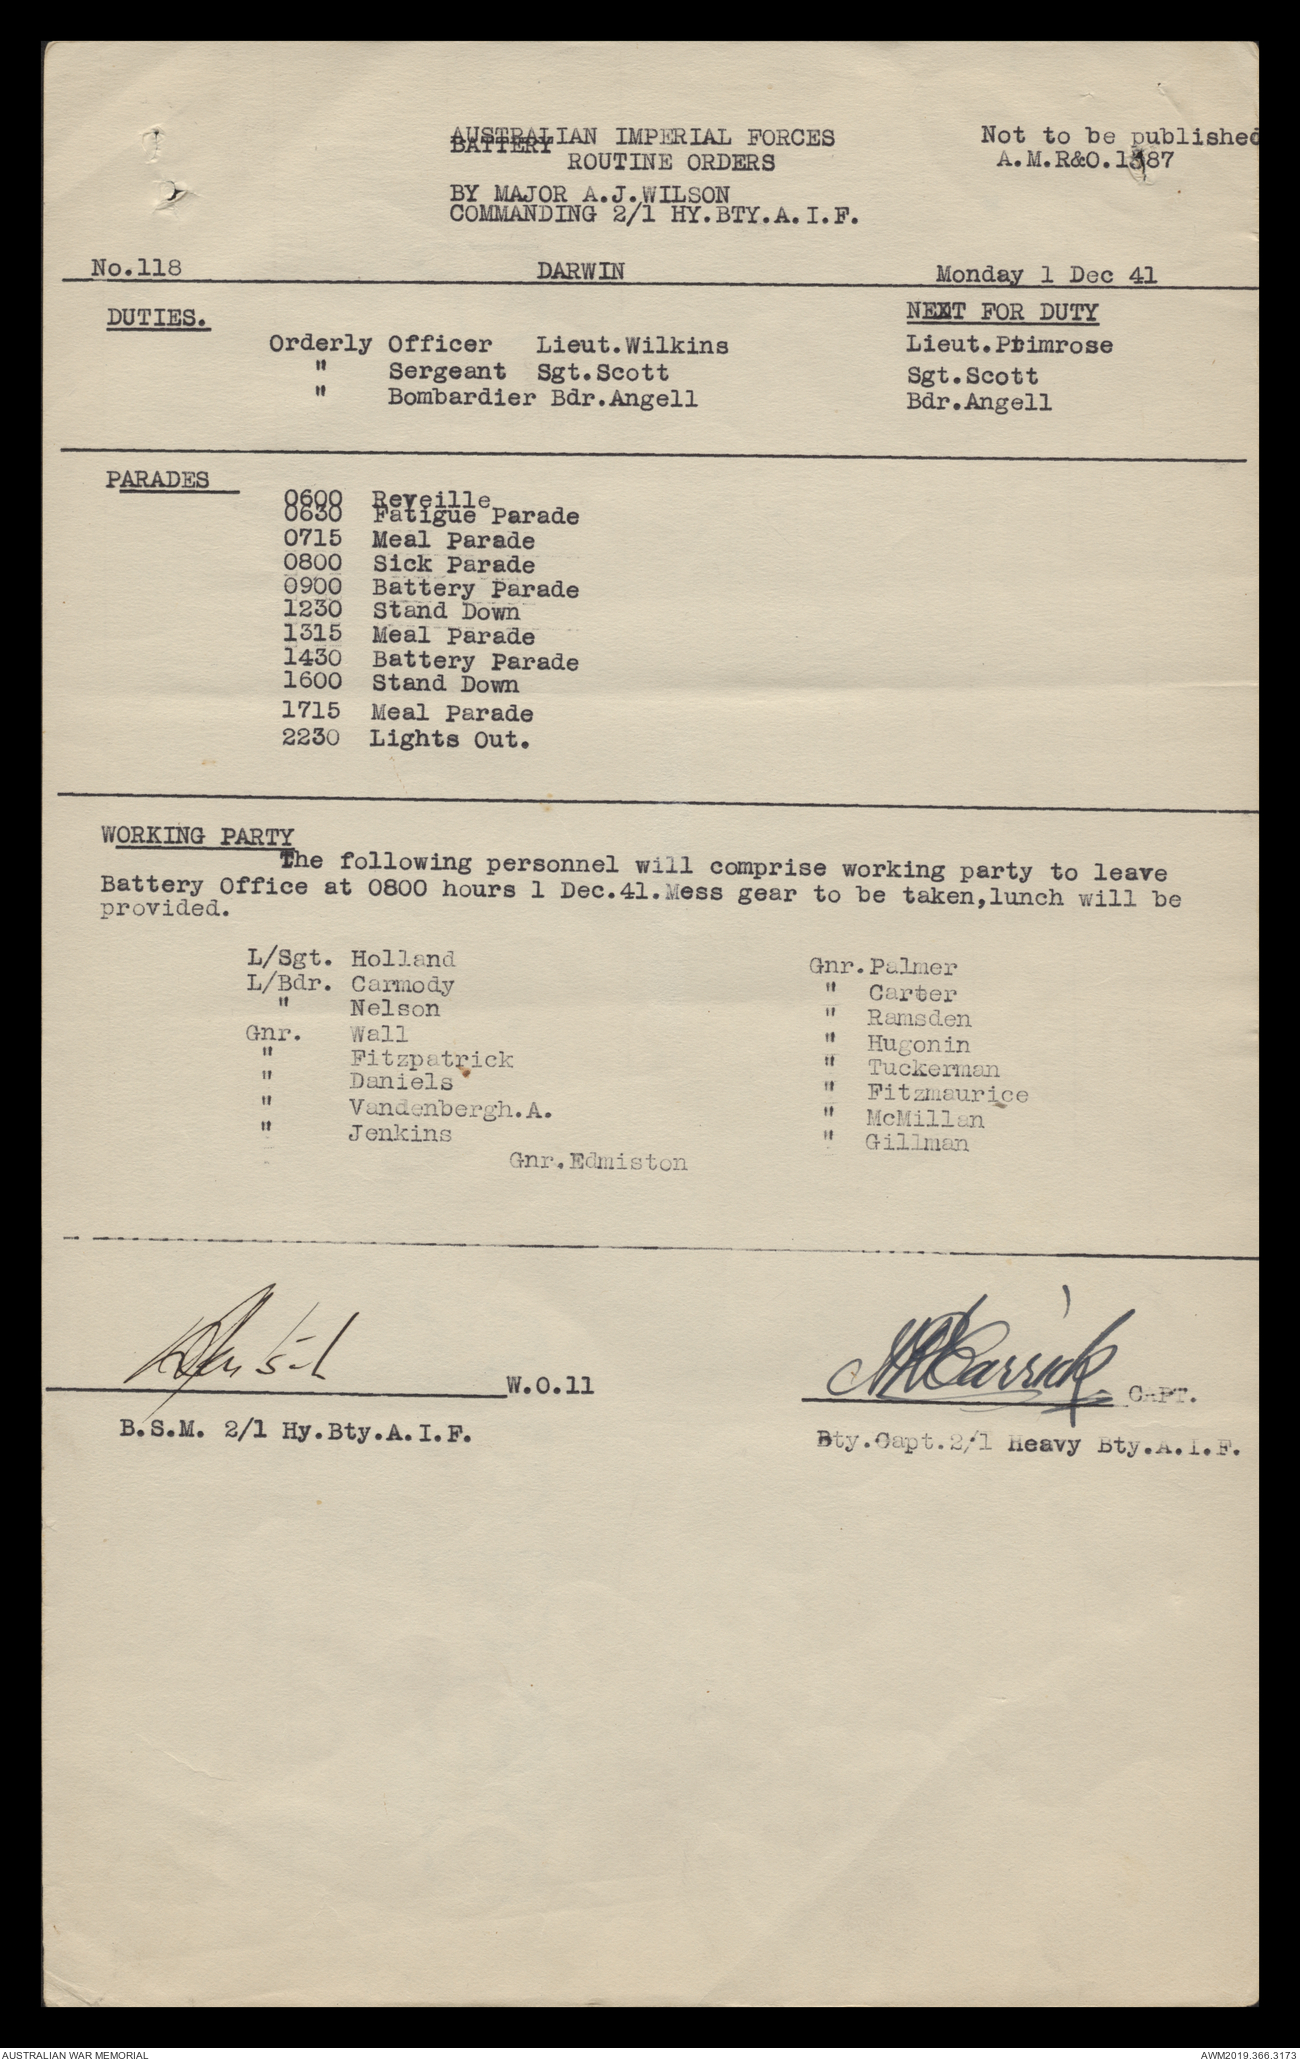 AUSTRALIAN IMPERIAL FORCES
BATTERY
ROUTINE ORDERS
Not to be published
A.M.R&O.1387
BY MAJOR A.J.WILSON
COMMANDING 2/1 HY.BTY.A.I.F.
No.118 DARWIN Monday 1 Dec 41
DUTIES. NEXT FOR DUTY
Orderly Officer Lieut.Wilkins Lieut.Primrose
" Sergeant Sgt.Scott Sgt.Scott
" Bombardier Bdr.Angell Bdr.Angell
PARADES
0600 Reveille
0630 Fatigue Parade
0715 Meal Parade
0800 Sick Parade
0900 Battery Parade
1230 Stand Down
1315 Meal Parade
1430 Battery Parade
1600 Stand Down
1715 Meal Parade
2230 Lights Out.
WORKING PARTY
The following personnel will comprise working party to leave
Battery Office at 0800 hours 1 Dec.41.Mess gear to be taken,lunch will be
provided.
L/Sgt. Holland Gnr.Palmer
L/Bdr. Carmody " Carter
" Nelson " Ramsden
Gnr. Wall " Hugonin
" Fitzpatrick " Tuckerman
" Daniels " Fitzmaurice
" Vandenbergh.A. " McMillan
" Jenkins " Gillman
Gnr.Edmiston
W.O.11 Carrick CAPT.
B.S.M. 2/1 Hy.Bty.A.I.F. Bty.Capt.2/1 Heavy Bty.A.I.F.
AUSTRALIAN WAR MEMORIAL AWM2019.366.3173